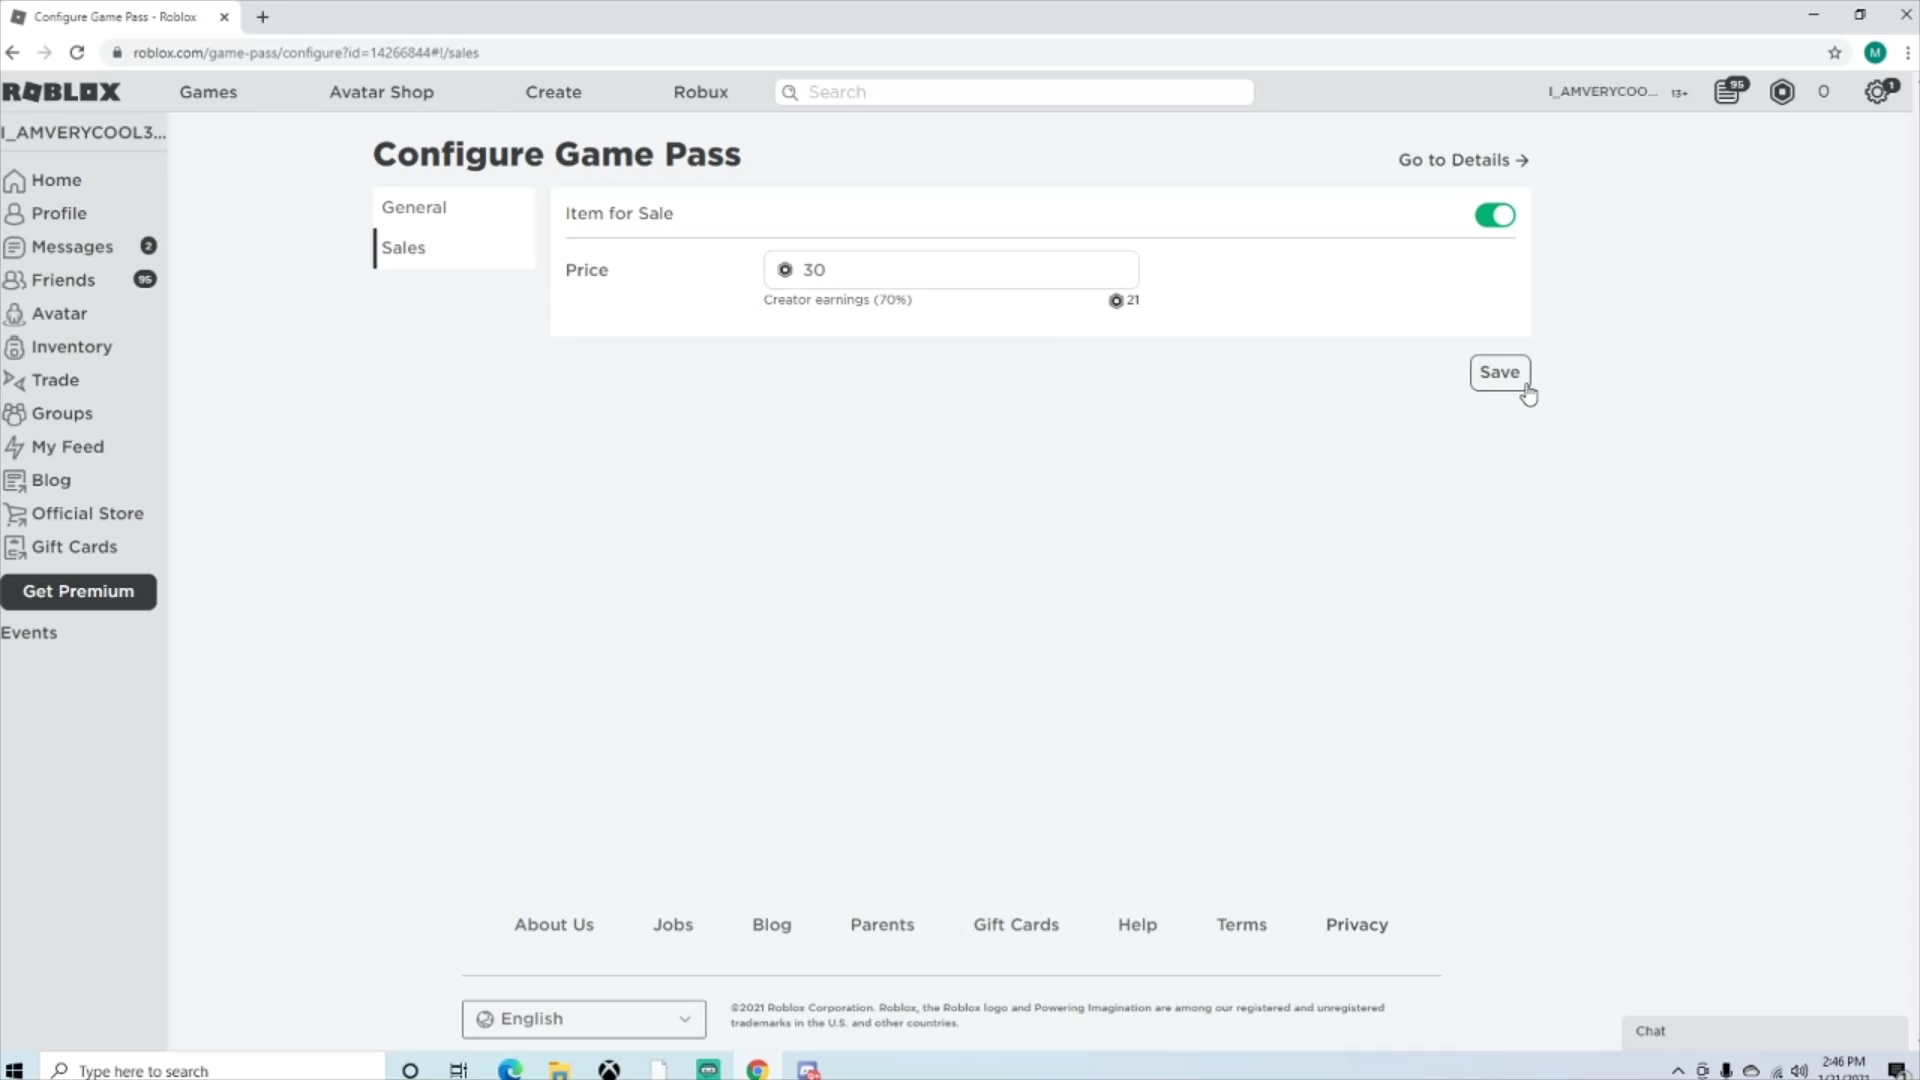 Configure Game Pass - Roblox
roblox.com/game-pass/configure?id=14266844#!/sales
M
ROBLOX
Games
Avatar Shop
Create
Robux
Search
I_AMVERYCOO...
13+
95
0
1
I_AMVERYCOOL3...
Home
Profile
Messages 2
Friends 95
Avatar
Inventory
Trade
Groups
My Feed
Blog
Official Store
Gift Cards
Get Premium
Events
Configure Game Pass
Go to Details →
General
Sales
Item for Sale
Price
30
Creator earnings (70%)
21
Save
About Us
Jobs
Blog
Parents
Gift Cards
Help
Terms
Privacy
English
©2021 Roblox Corporation. Roblox, the Roblox logo and Powering Imagination are among our registered and unregistered
trademarks in the U.S. and other countries.
Chat
Type here to search
2:46 PM
1/21/2021